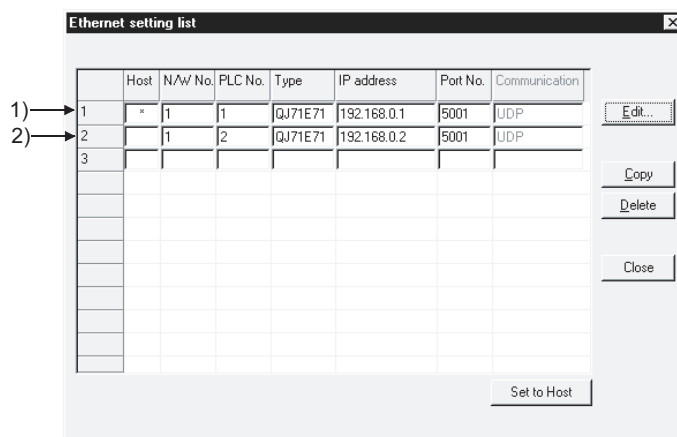 Ethernet setting list
Host N/W No. PLC No. Type IP address Port No. Communication
1) 1 * 1 1 QJ71E71 192.168.0.1 5001 UDP Edit...
2) 2 1 2 QJ71E71 192.168.0.2 5001 UDP
3
Copy
Delete
Close
Set to Host